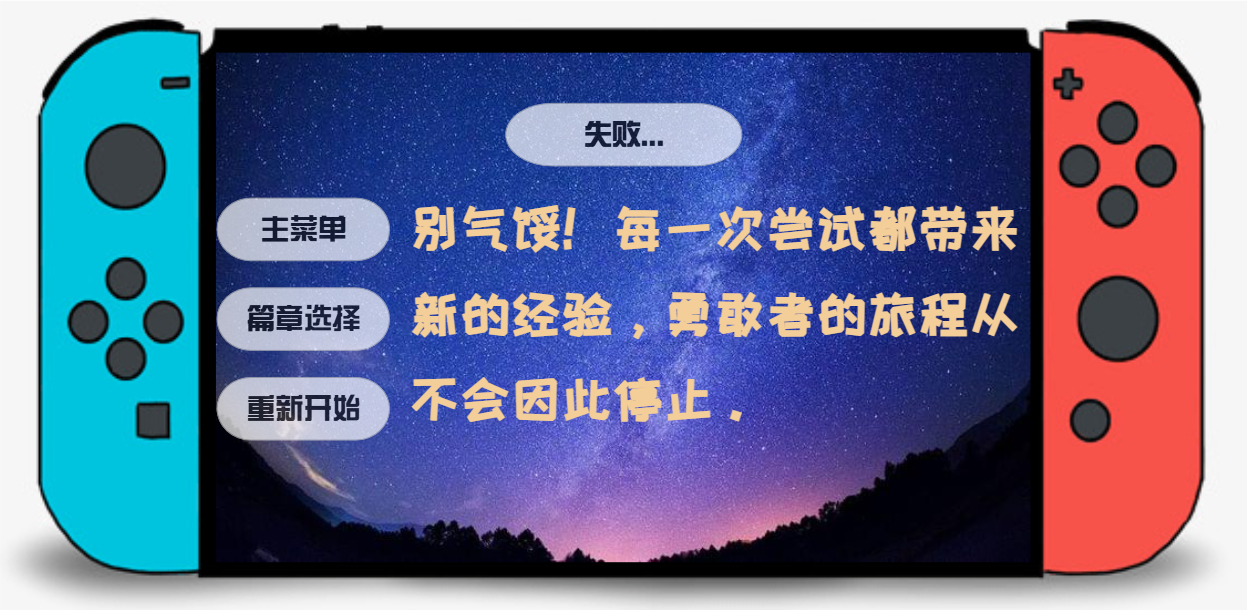 失败...
主菜单
别气馁！每一次尝试都带来
篇章选择
新的经验，勇敢者的旅程从
重新开始
不会因此停止．